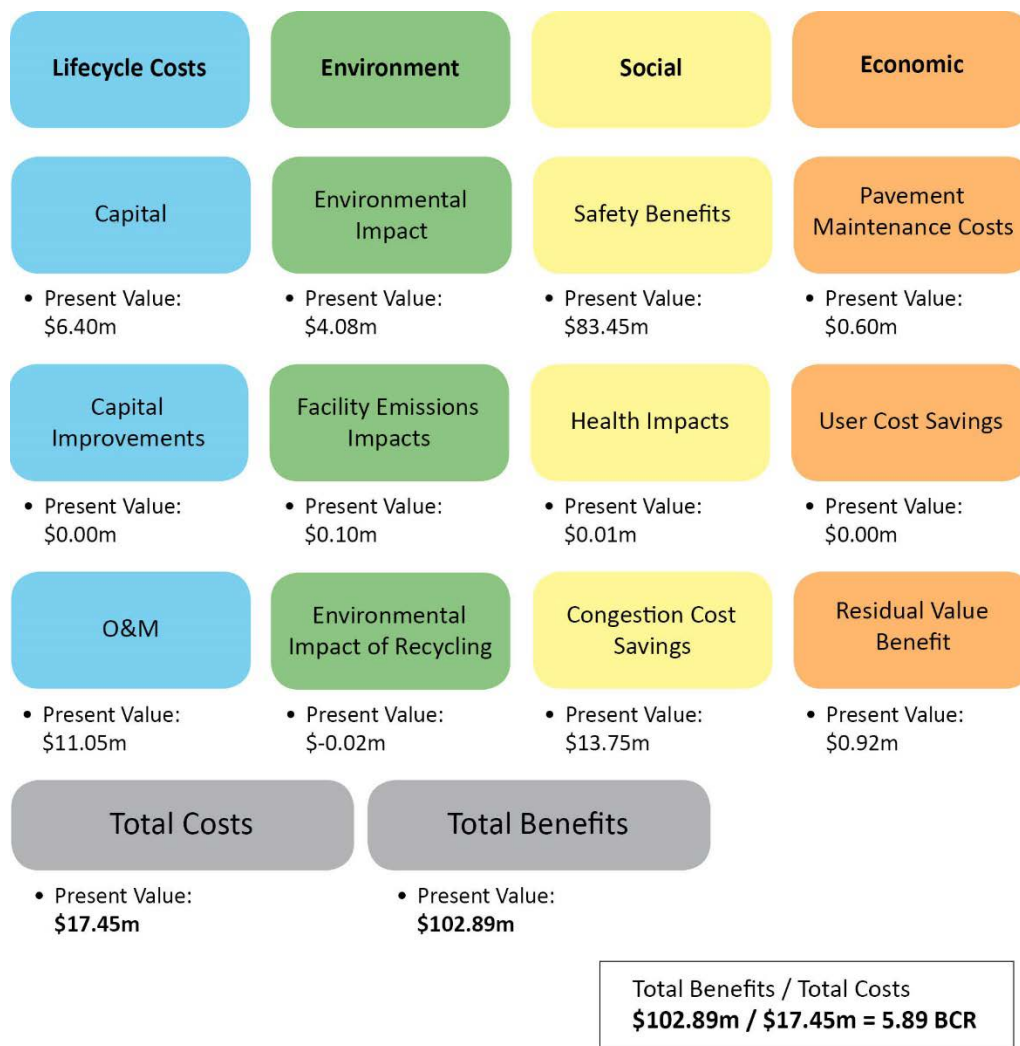 Lifecycle Costs
Environment
Social
Economic
Capital
Environmental
Impact
Safety Benefits
Pavement
Maintenance Costs
• Present Value:
$6.40m
• Present Value:
$4.08m
• Present Value:
$83.45m
• Present Value:
$0.60m
Capital
Improvements
Facility Emissions
Impacts
Health Impacts
User Cost Savings
• Present Value:
$0.00m
• Present Value:
$0.10m
• Present Value:
$0.01m
• Present Value:
$0.00m
O&M
Environmental
Impact of Recycling
Congestion Cost
Savings
Residual Value
Benefit
• Present Value:
$11.05m
• Present Value:
$-0.02m
• Present Value:
$13.75m
• Present Value:
$0.92m
Total Costs
Total Benefits
• Present Value:
$17.45m
• Present Value:
$102.89m
Total Benefits / Total Costs
$102.89m / $17.45m = 5.89 BCR